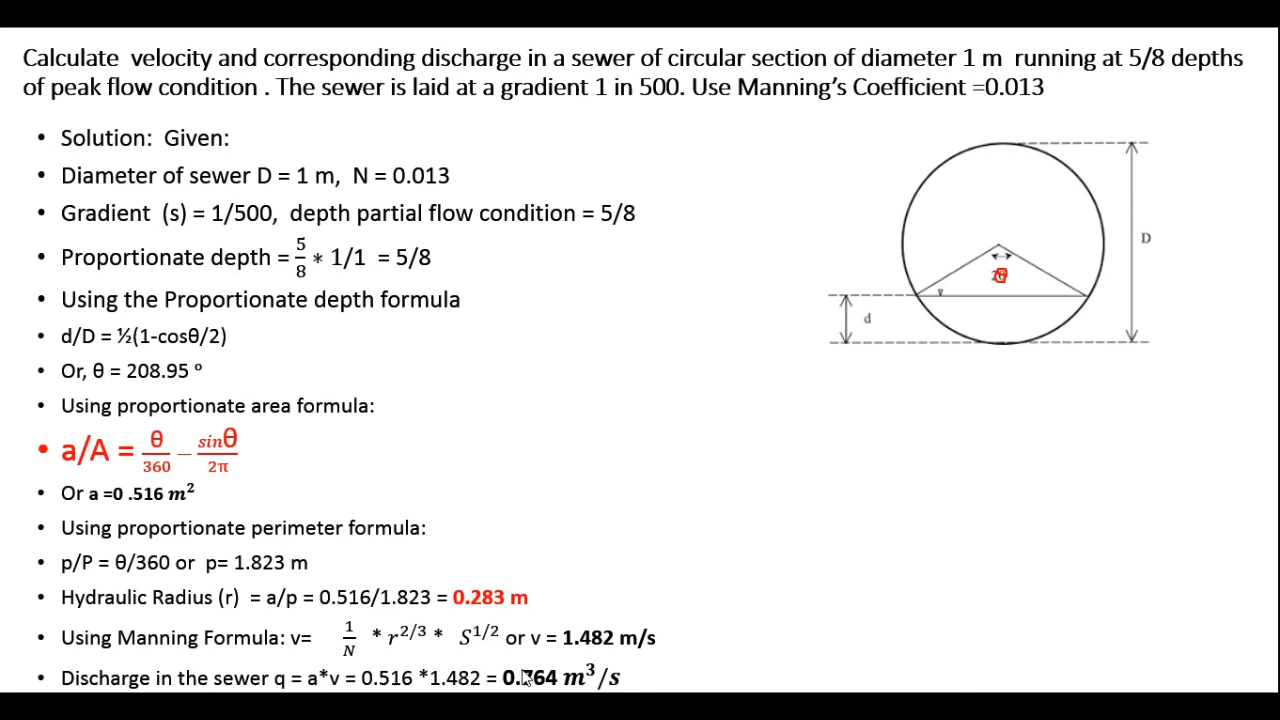 Calculate velocity and corresponding discharge in a sewer of circular section of diameter 1 m running at 5/8 depths
of peak flow condition . The sewer is laid at a gradient 1 in 500. Use Manning's Coefficient =0.013
• Solution: Given:
• Diameter of sewer D = 1 m, N = 0.013
• Gradient (s) = 1/500, depth partial flow condition = 5/8
• Proportionate depth = 5/8 * 1/1 = 5/8
• Using the Proportionate depth formula
• d/D = ½(1-cosθ/2)
• Or, θ = 208.95 º
• Using proportionate area formula:
• a/A = θ/360 − sinθ/2π
• Or a =0 .516 m²
• Using proportionate perimeter formula:
• p/P = θ/360 or p= 1.823 m
• Hydraulic Radius (r) = a/p = 0.516/1.823 = 0.283 m
• Using Manning Formula: v= 1/N * r^2/3 * S^1/2 or v = 1.482 m/s
• Discharge in the sewer q = a*v = 0.516 *1.482 = 0.764 m³/s
D
θ
d